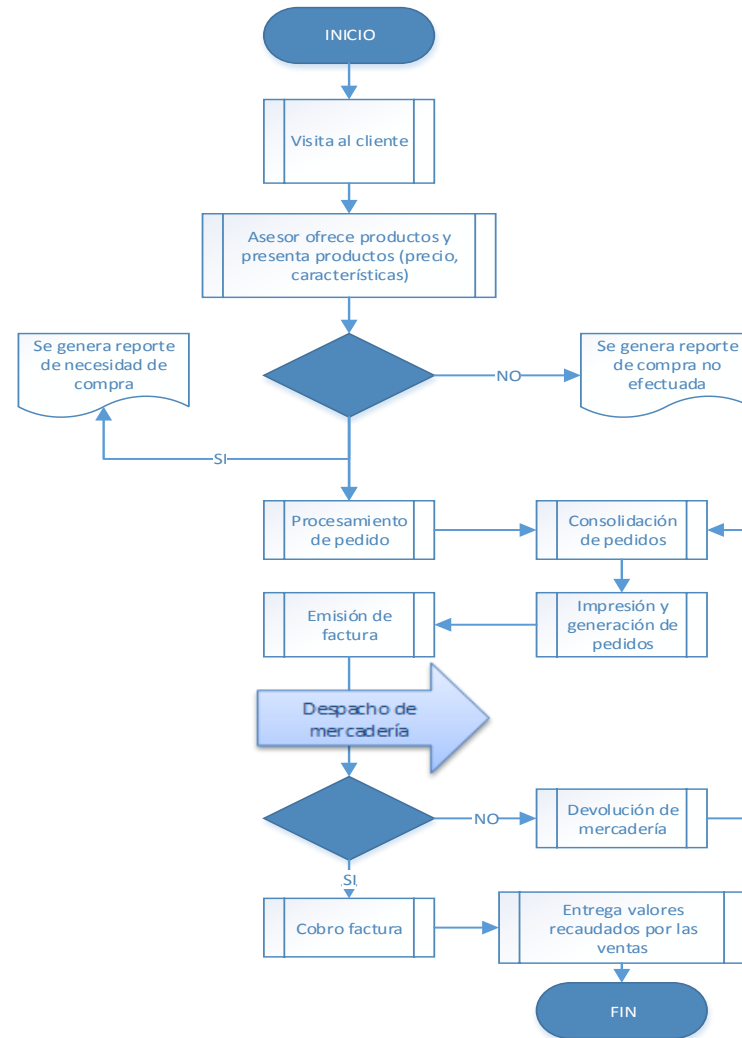 INICIO
Visita al cliente
Asesor ofrece productos y
presenta productos (precio,
características)
Se genera reporte
de necesidad de
compra
NO
Se genera reporte
de compra no
efectuada
SI
Procesamiento
de pedido
Consolidación
de pedidos
Emisión de
factura
Impresión y
generación de
pedidos
Despacho de
mercadería
NO
Devolución de
mercadería
SI
Cobro factura
Entrega valores
recaudados por las
ventas
FIN